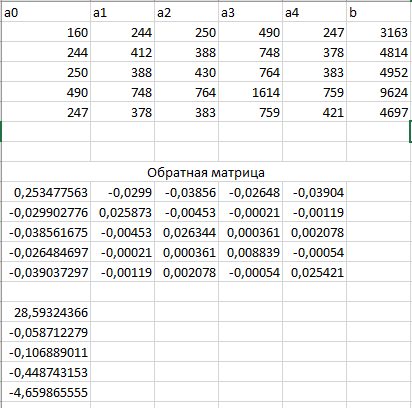 a0 a1 a2 a3 a4 b
160 244 250 490 247 3163
244 412 388 748 378 4814
250 388 430 764 383 4952
490 748 764 1614 759 9624
247 378 383 759 421 4697
Обратная матрица
0,253477563 -0,0299 -0,03856 -0,02648 -0,03904
-0,029902776 0,025873 -0,00453 -0,00021 -0,00119
-0,038561675 -0,00453 0,026344 0,000361 0,002078
-0,026484697 -0,00021 0,000361 0,008839 -0,00054
-0,039037297 -0,00119 0,002078 -0,00054 0,025421
28,59324366
-0,058712279
-0,106889011
-0,448743153
-4,659865555